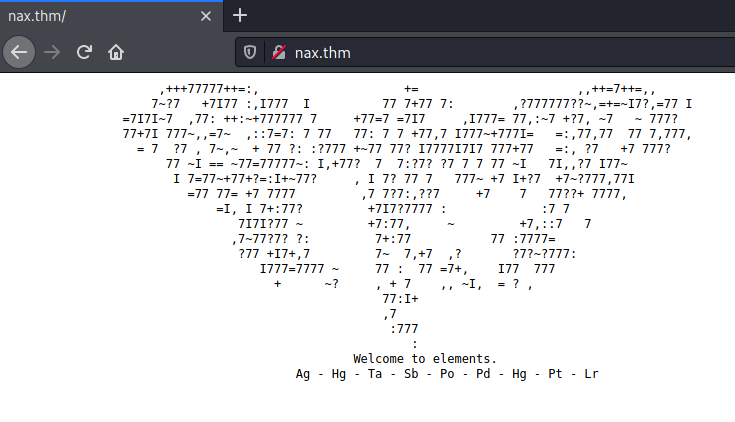 nax.thm/
nax.thm
,+++77777++=:,                    +=                      ,,++=7++=,,
7~?7   +7I77 :,I777  I          77 7+77 7:        ,?777777??~,=+=~I7?,=77 I
=7I7I~7  ,77: ++:~+777777 7     +77=7 =7I7     ,I777= 77,:~7 +?7, ~7   ~ 777?
77+7I 777~,,=7~  ,::7=7: 7 77   77: 7 7 +77,7 I777~+777I=   =:,77,77  77 7,777,
= 7  ?7 , 7~,~  + 77 ?: :?777 +~77 77? I7777I7I7 777+77   =:, ?7   +7 777?
77 ~I == ~77=77777~: I,+77?  7  7:?7? ?7 7 7 77 ~I   7I,,?7 I77~
I 7=77~+77+?=:I+~77?     , I 7? 77 7   777~ +7 I+?7  +7~?777,77I
=77 77= +7 7777         ,7 7?7:,??7     +7    7   77??+ 7777,
=I, I 7+:77?         +7I7?7777 :             :7 7
7I7I?77 ~         +7:77,     ~         +7,::7   7
,7~77?7? ?:         7+:77           77 :7777=
?77 +I7+,7         7~  7,+7  ,?       ?7?~?777:
I777=7777 ~     77 :  77 =7+,    I77  777
+      ~?     , + 7    ,, ~I,  = ? ,
77:I+
,7
:777
:
Welcome to elements.
Ag - Hg - Ta - Sb - Po - Pd - Hg - Pt - Lr